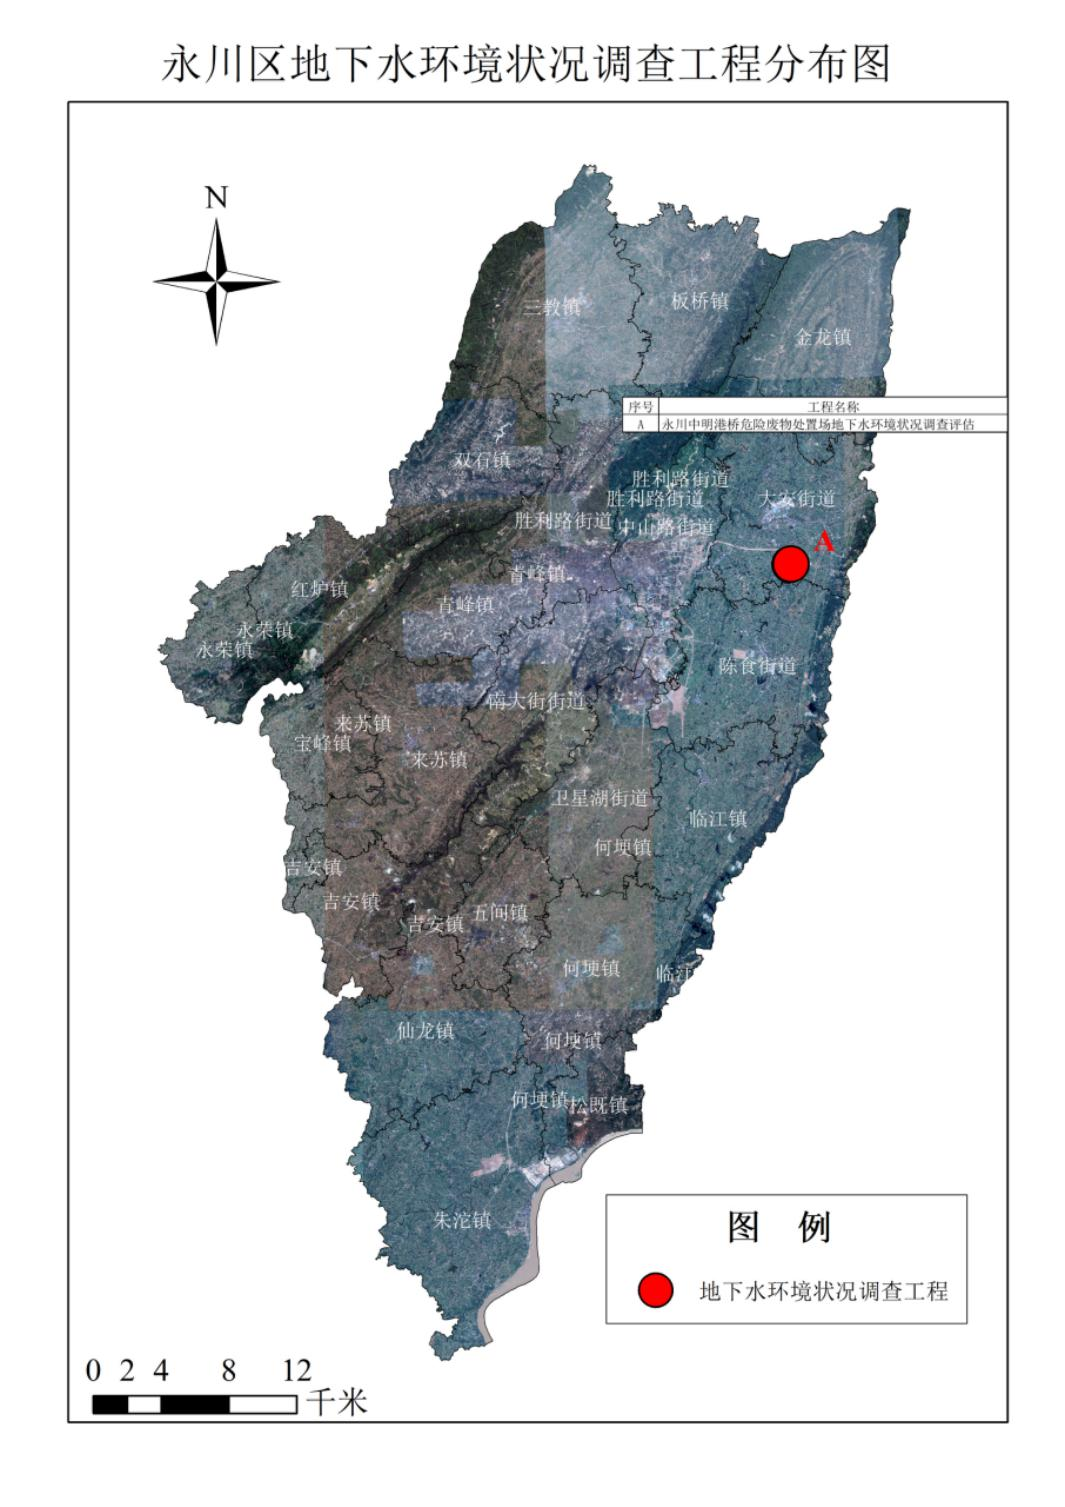 永川区地下水环境状况调查工程分布图
N
三教镇
板桥镇
金龙镇
序号 工程名称
A 永川中明港桥危险废物处置场地下水环境状况调查评估
双石镇
胜利路街道
胜利路街道
大安街道
胜利路街道
中山路街道
A
青峰镇
红炉镇
青峰镇
永荣镇
永荣镇
陈食街道
南大街街道
来苏镇
宝峰镇
来苏镇
卫星湖街道
临江镇
何埂镇
吉安镇
吉安镇
五间镇
吉安镇
何埂镇
临江
仙龙镇
何埂镇
何埂镇
松既镇
朱沱镇
图 例
地下水环境状况调查工程
0 2 4 8 12
千米